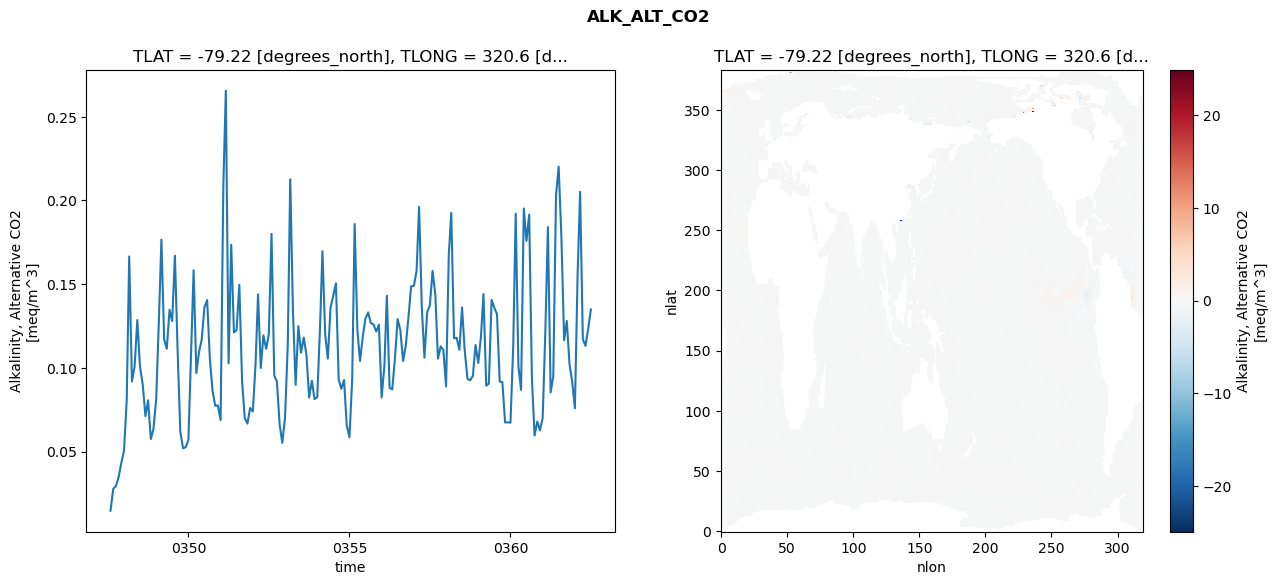 ALK_ALT_CO2
TLAT = -79.22 [degrees_north], TLONG = 320.6 [d...
Alkalinity, Alternative CO2
[meq/m^3]
0.25
0.20
0.15
0.10
0.05
0350
0355
0360
time
TLAT = -79.22 [degrees_north], TLONG = 320.6 [d...
nlat
350
300
250
200
150
100
50
0
0
50
100
150
200
250
300
nlon
20
10
0
−10
−20
Alkalinity, Alternative CO2
[meq/m^3]